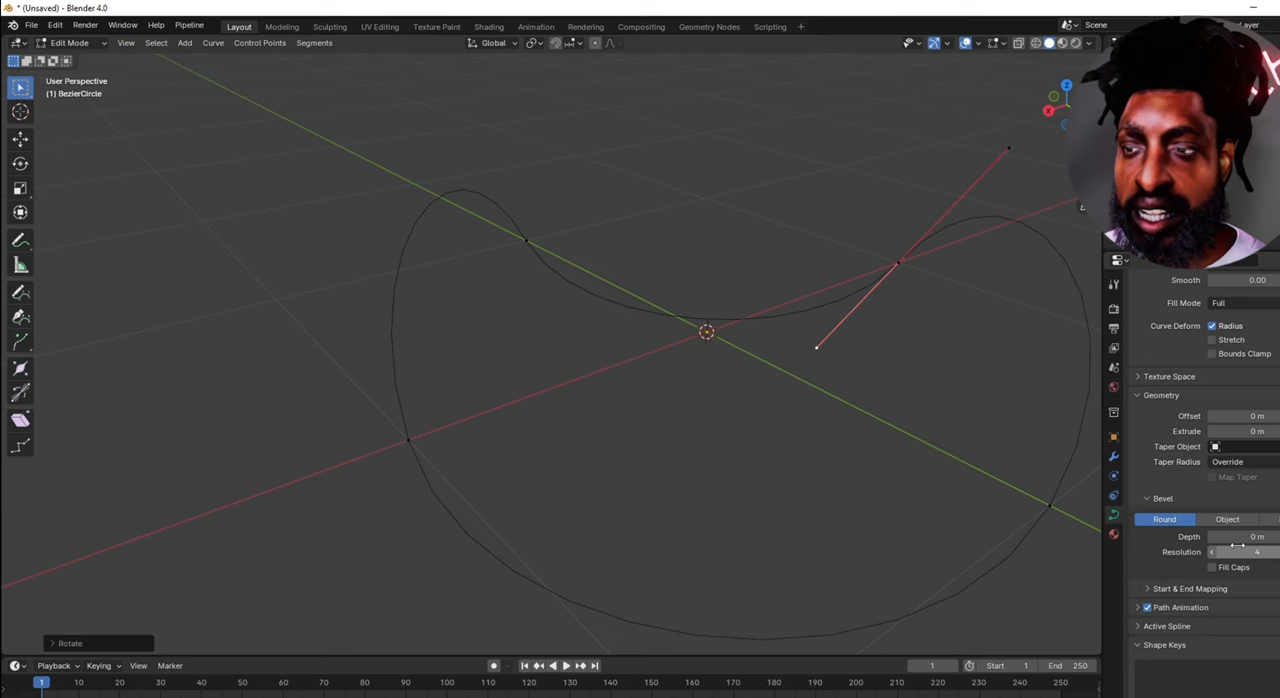 * (Unsaved) - Blender 4.0
File Edit Render Window Help Pipeline Layout Modeling Sculpting UV Editing Texture Paint Shading Animation Rendering Compositing Geometry Nodes Scripting + Scene Layer
Edit Mode View Select Add Curve Control Points Segments Global
User Perspective
(1) BezierCircle
Z
X
Smooth 0.00
Fill Mode Full
Curve Deform Radius
Stretch
Bounds Clamp
Texture Space
Geometry
Offset 0 m
Extrude 0 m
Taper Object
Taper Radius Override
Map Taper
Bevel
Round Object
Depth 0 m
Resolution 4
Fill Caps
Start & End Mapping
Path Animation
Active Spline
Shape Keys
Rotate
Playback Keying View Marker 1 Start 1 End 250
1 10 20 30 40 50 60 70 80 90 100 110 120 130 140 150 160 170 180 190 200 210 220 230 240 250